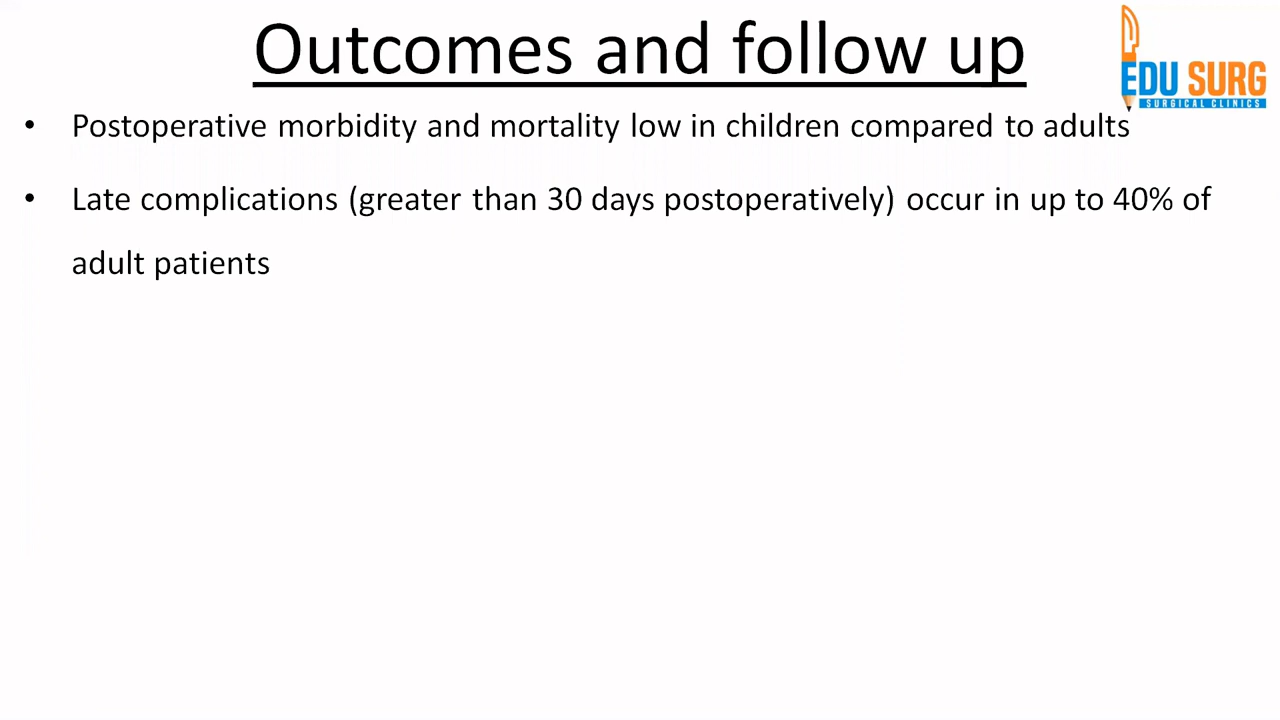 Outcomes and follow up
EDU SURG
SURGICAL CLINICS
• Postoperative morbidity and mortality low in children compared to adults
• Late complications (greater than 30 days postoperatively) occur in up to 40% of
adult patients